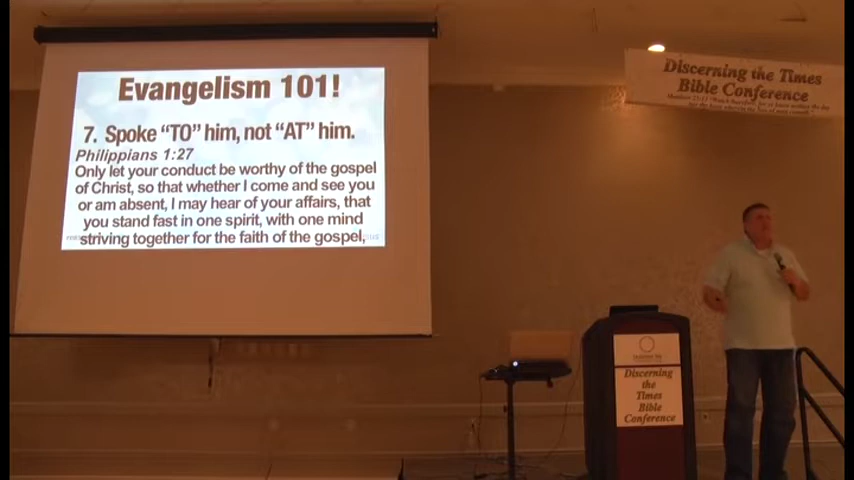 Evangelism 101!
7. Spoke “TO” him, not “AT” him.
Philippians 1:27
Only let your conduct be worthy of the gospel
of Christ, so that whether I come and see you
or am absent, I may hear of your affairs, that
you stand fast in one spirit, with one mind
striving together for the faith of the gospel,
Discerning the Times
Bible Conference
Discerning
the
Times
Bible
Conference